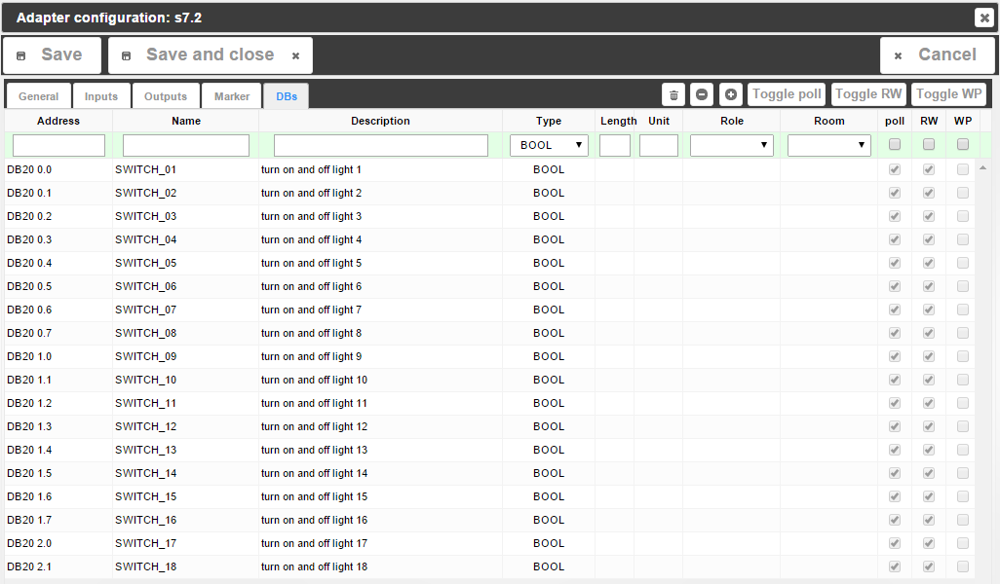 Adapter configuration: s7.2
Save Save and close Cancel
General Inputs Outputs Marker DBs Toggle poll Toggle RW Toggle WP
Address Name Description Type Length Unit Role Room poll RW WP
BOOL
DB20 0.0 SWITCH_01 turn on and off light 1 BOOL
DB20 0.1 SWITCH_02 turn on and off light 2 BOOL
DB20 0.2 SWITCH_03 turn on and off light 3 BOOL
DB20 0.3 SWITCH_04 turn on and off light 4 BOOL
DB20 0.4 SWITCH_05 turn on and off light 5 BOOL
DB20 0.5 SWITCH_06 turn on and off light 6 BOOL
DB20 0.6 SWITCH_07 turn on and off light 7 BOOL
DB20 0.7 SWITCH_08 turn on and off light 8 BOOL
DB20 1.0 SWITCH_09 turn on and off light 9 BOOL
DB20 1.1 SWITCH_10 turn on and off light 10 BOOL
DB20 1.2 SWITCH_11 turn on and off light 11 BOOL
DB20 1.3 SWITCH_12 turn on and off light 12 BOOL
DB20 1.4 SWITCH_13 turn on and off light 13 BOOL
DB20 1.5 SWITCH_14 turn on and off light 14 BOOL
DB20 1.6 SWITCH_15 turn on and off light 15 BOOL
DB20 1.7 SWITCH_16 turn on and off light 16 BOOL
DB20 2.0 SWITCH_17 turn on and off light 17 BOOL
DB20 2.1 SWITCH_18 turn on and off light 18 BOOL